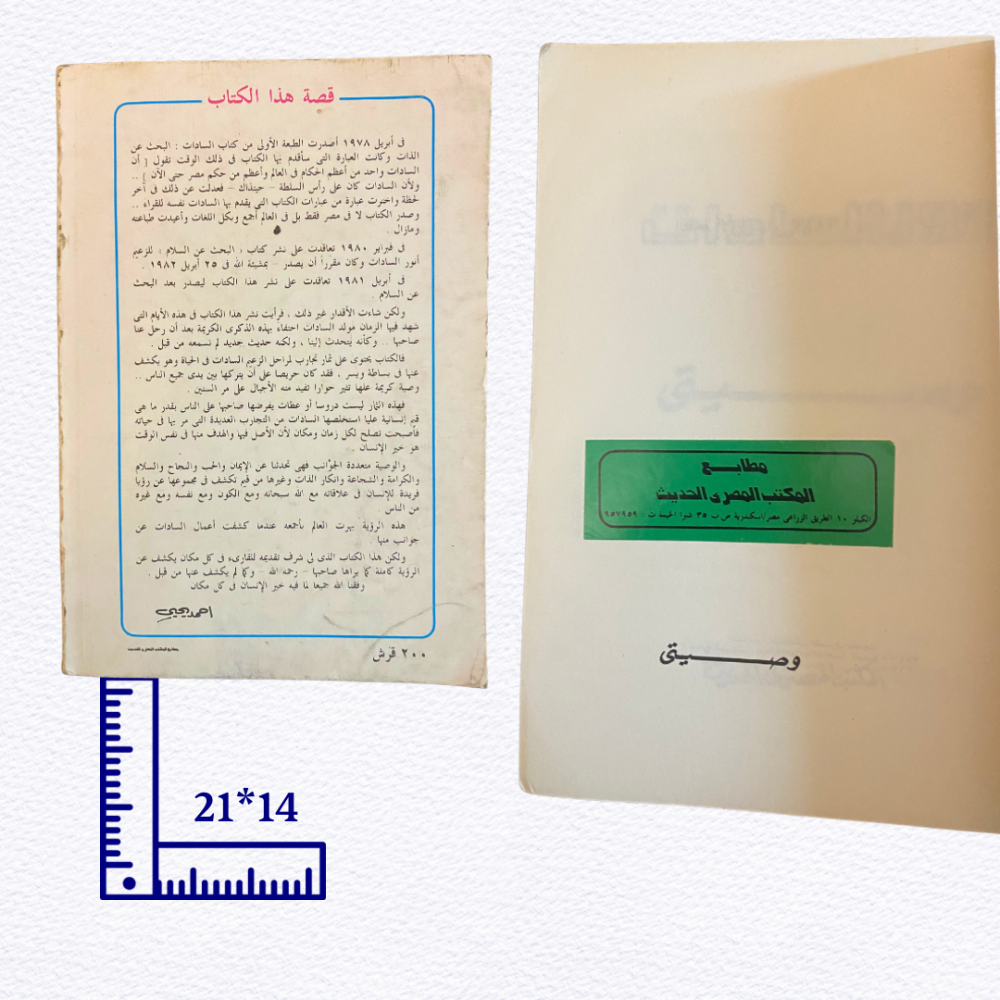 قصة هذا الكتاب
فى أبريل ١٩٧٨ أصدرت الطبعة الأولى من كتاب السادات : البحث عن
الذات وكانت العبارة التى سأقدم بها الكتاب فى ذلك الوقت تقول [ أن
السادات واحد من أعظم الحكام فى العالم وأعظم من حكم مصر حتى الآن ] ..
ولأن السادات كان على رأس السلطة – حينذاك – فعدلت عن ذلك فى آخر
لحظة واخترت عبارة من عبارات الكتاب التى يقدم بها السادات نفسه للقراء ..
وصدر الكتاب لا فى مصر فقط بل فى العالم أجمع وبكل اللغات وأعيدت طباعته
ومازال .
فى فبراير ١٩٨٠ تعاقدت على نشر كتاب : البحث عن السلام : للزعيم
أنور السادات وكان مقرراً أن يصدر – بمشيئة الله فى ٢٥ أبريل ١٩٨٢ .
فى أبريل ١٩٨١ تعاقدت على نشر هذا الكتاب ليصدر بعد البحث
عن السلام .
ولكن شاءت الأقدار غير ذلك ، فرأيت نشر هذا الكتاب فى هذه الأيام التى
شهد فيها الزمان مولد السادات احتفاء بهذه الذكرى الكريمة بعد أن رحل عنا
صاحبها .. وكأنه يتحدث إلينا ، ولكنه حديث جديد لم نسمعه من قبل .
فالكتاب يحتوى على ثمار تجارب لمراحل الزعيم السادات فى الحياة وهو يكشف
عنها فى بساطة ويسر ، فقد كان حريصا على أن يتركها بين يدى جميع الناس ..
وصية كريمة علها تثير حوارا تفيد منه الأجيال على مر السنين .
فهذه الثمار ليست دروسا أو عظات يفرضها صاحبها على الناس بقدر ما هى
قيم إنسانية عليا استخلصها السادات من التجارب العديدة التى مر بها فى حياته
فأصبحت تصلح لكل زمان ومكان لأن الأصل فيها والهدف منها فى نفس الوقت
هو خير الإنسان .
والوصية متعددة الجوانب فهى تحدثنا عن الإيمان والحب والنجاح والسلام
والكرامة والشجاعة وانكار الذات وغيرها من قيم تكشف فى مجموعها عن رؤيا
فريدة للإنسان فى علاقاته مع الله سبحانه ومع الكون ومع نفسه ومع غيره
من الناس
هذه الرؤية بهرت العالم بأجمعه عندما كشفت أعمال السادات عن
جوانب منها .
ولكن هذا الكتاب الذى لى شرف تقديمه للقارىء فى كل مكان يكشف عن
الرؤية كاملة كما يراها صاحبها – رحمه الله – وكما لم يكشف عنها من قبل .
وفقنا الله جميعا لما فيه خير الإنسان فى كل مكان
احمد يحيى
٢٠٠ قرش
21*14
مطابع
المكتب المصرى الحديث
الكيلو ١٠ الطريق الزراعى مصر/اسكندرية ص ب ٣٥ شبرا الخيمة ت : ٩٥٧٩٥٩
وصيتى